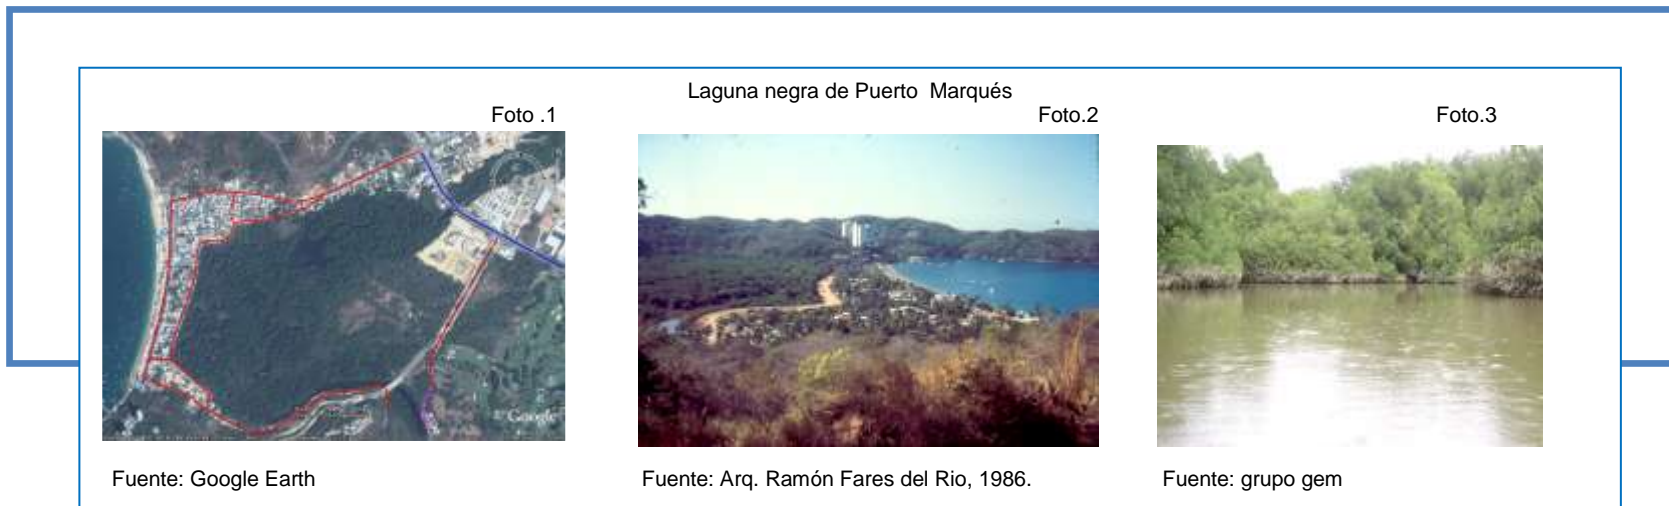 Laguna negra de Puerto Marqués
Foto .1
Foto.2
Foto.3
Google
Fuente: Google Earth
Fuente: Arq. Ramón Fares del Rio, 1986.
Fuente: grupo gem